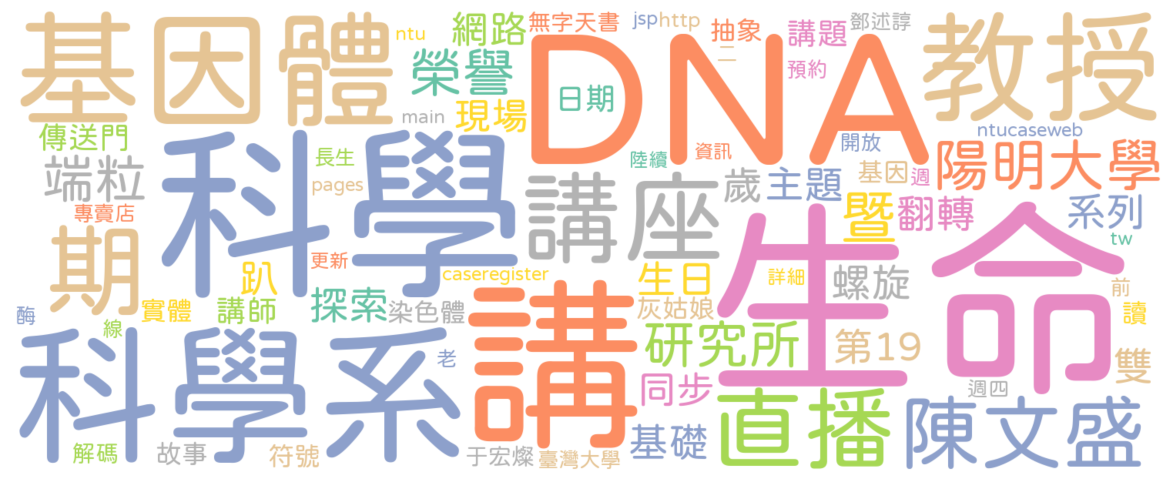 基因體
ntu
網路
無字天書
jsp
http
抽象
講題
鄧述諄
教授
榮譽
DNA
二
預約
日期
main
現場
ntucaseweb
傳送門
科學
開放
陽明大學
長生
陸續
資訊
端粒
pages
講座
歲
主題
基因
週
專賣店
暨
翻轉
系列
期
生命
tw
更新
趴
caseregister
生日
詳細
螺旋
前
酶
線
實體
講師
探索
染色體
講
灰姑娘
讀
科學系
研究所
第19
老
雙
同步
週四
直播
陳文盛
基礎
解碼
故事
符號
于宏燦
臺灣大學